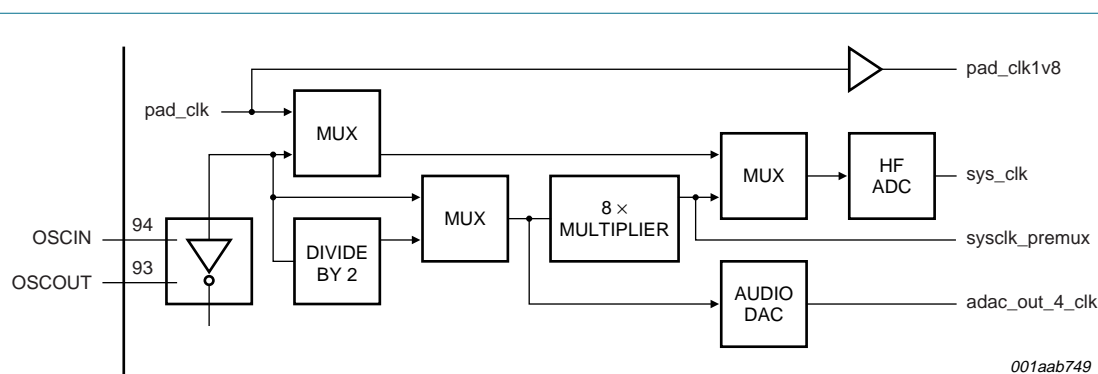 pad_clk1v8
pad_clk
MUX
MUX
HF
ADC
sys_clk
MUX
8 ×
MULTIPLIER
OSCIN
94
DIVIDE
BY 2
sysclk_premux
OSCOUT
93
AUDIO
DAC
adac_out_4_clk
001aab749